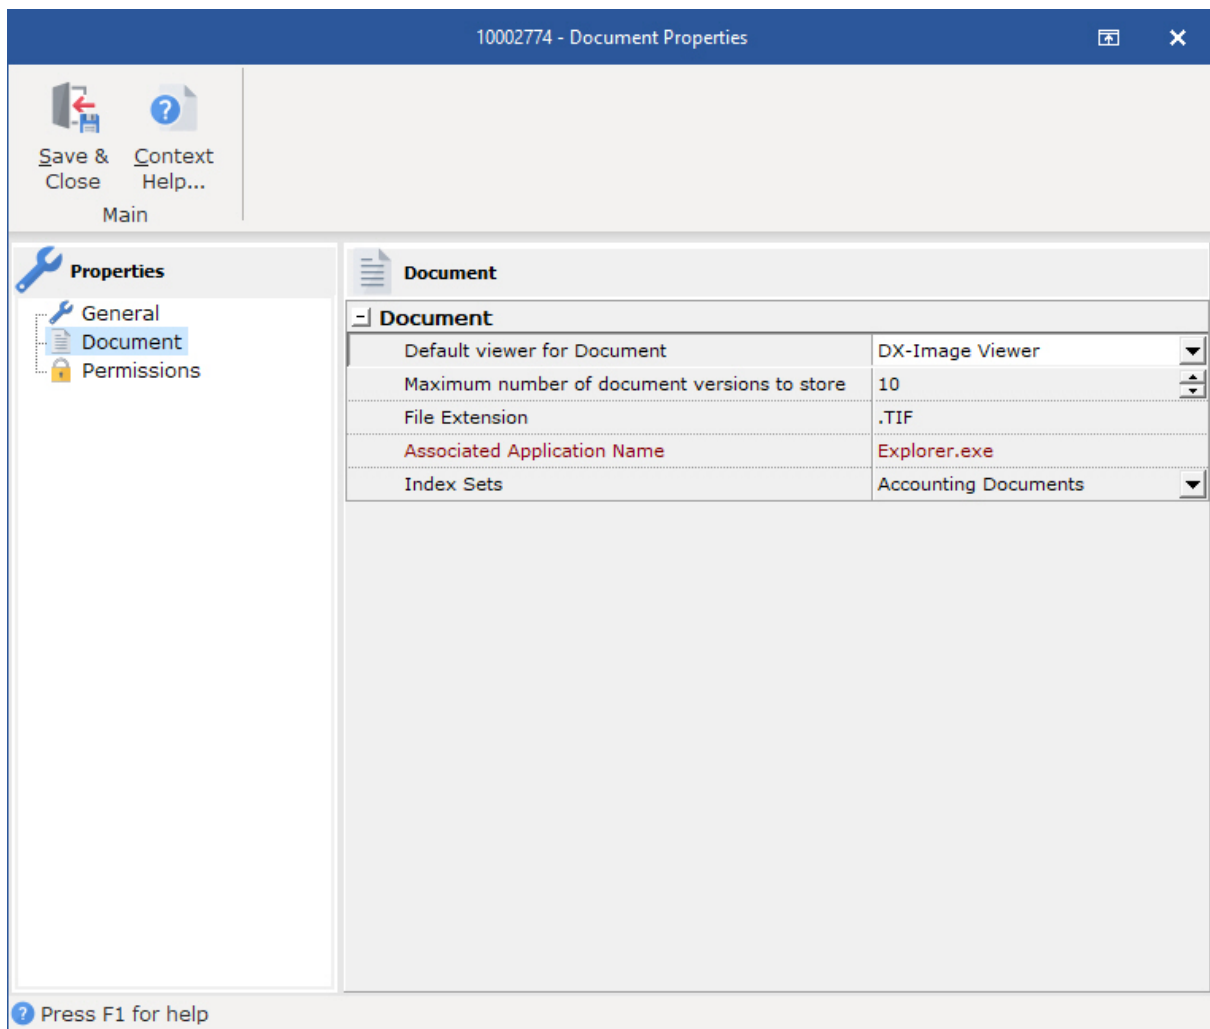 10002774 - Document Properties
Save & Close
Context Help...
Main
Properties
General
Document
Permissions
Document
Document
Default viewer for Document DX-Image Viewer
Maximum number of document versions to store 10
File Extension .TIF
Associated Application Name Explorer.exe
Index Sets Accounting Documents
Press F1 for help